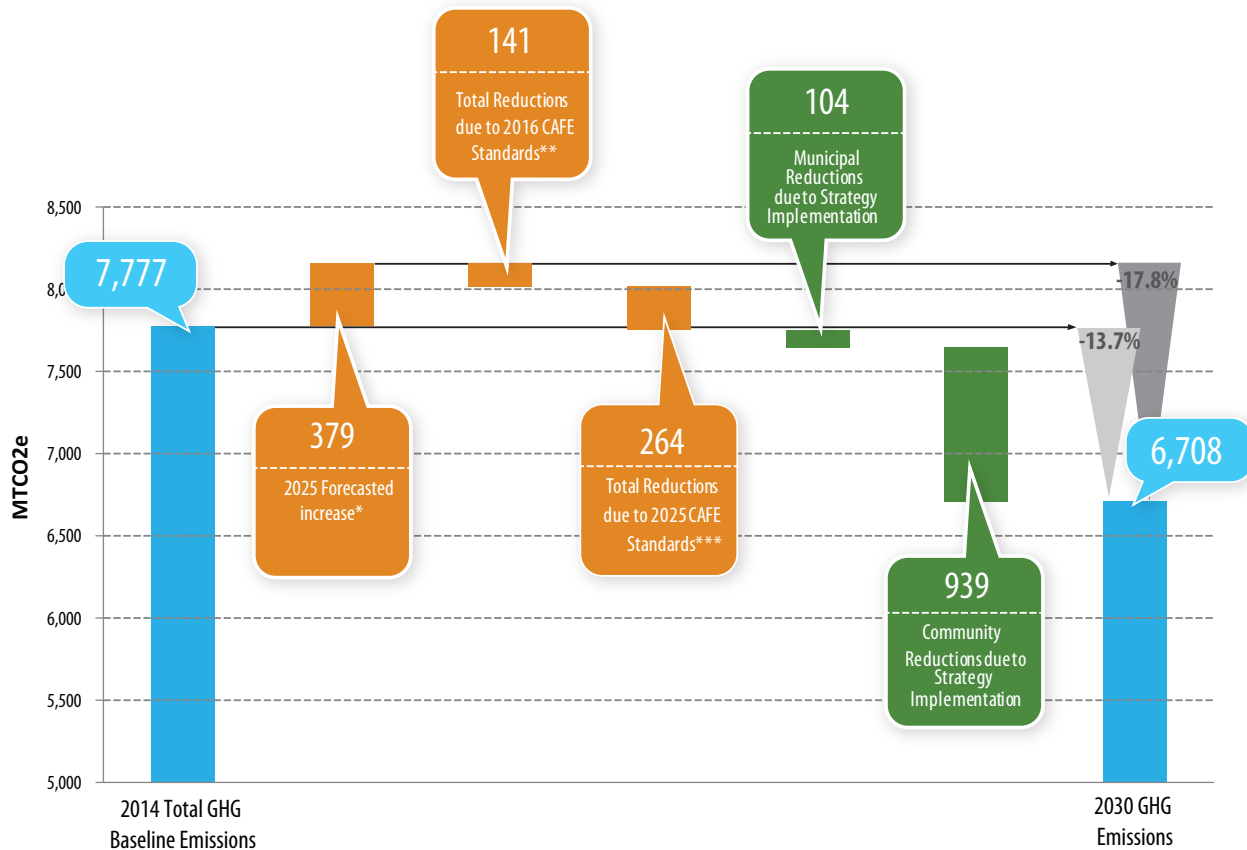 141
Total Reductions
due to 2016 CAFE
Standards**
104
Municipal
Reductions
due to Strategy
Implementation
8,500
7,777
8,0
-17.8%
-13.7%
7,500
379
2025 Forecasted
increase*
264
Total Reductions
due to 2025 CAFE
Standards***
7,000
6,708
MTCO2e
6,500
939
Community
Reductions due to
Strategy
Implementation
6,000
5,500
5,000
2014 Total GHG
Baseline Emissions
2030 GHG
Emissions